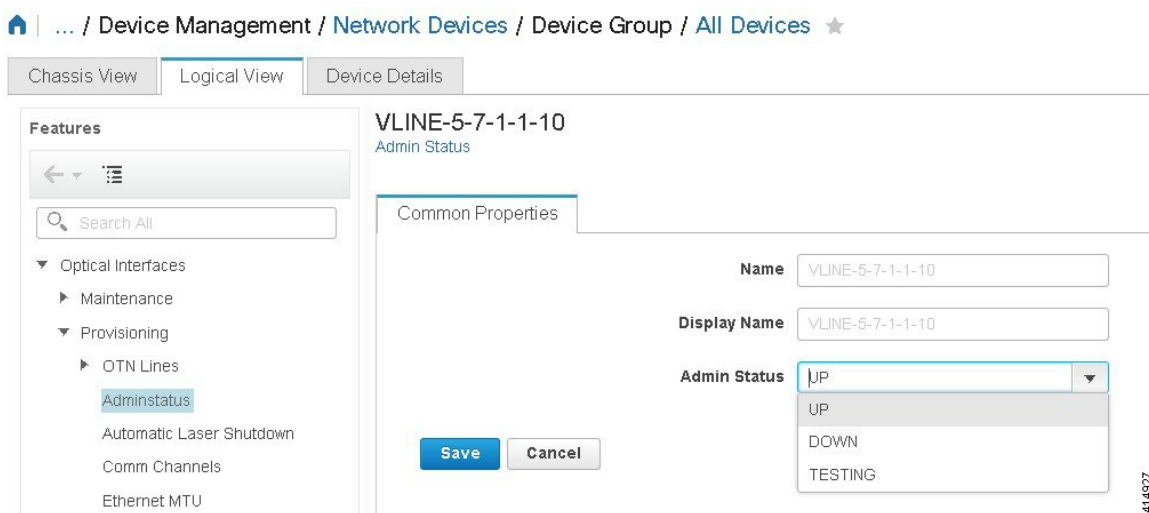 ... / Device Management / Network Devices / Device Group / All Devices
Chassis View
Logical View
Device Details
Features
Search All
Optical Interfaces
Maintenance
Provisioning
OTN Lines
Adminstatus
Automatic Laser Shutdown
Comm Channels
Ethernet MTU
VLINE-5-7-1-1-10
Admin Status
Common Properties
Name VLINE-5-7-1-1-10
Display Name VLINE-5-7-1-1-10
Admin Status UP
UP
DOWN
TESTING
Save Cancel
414927